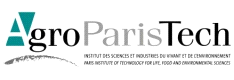 AgroParisTech
INSTITUT DES SCIENCES ET INDUSTRIES DU VIVANT ET DE L'ENVIRONNEMENT
PARIS INSTITUTE OF TECHNOLOGY FOR LIFE, FOOD AND ENVIRONMENTAL SCIENCES